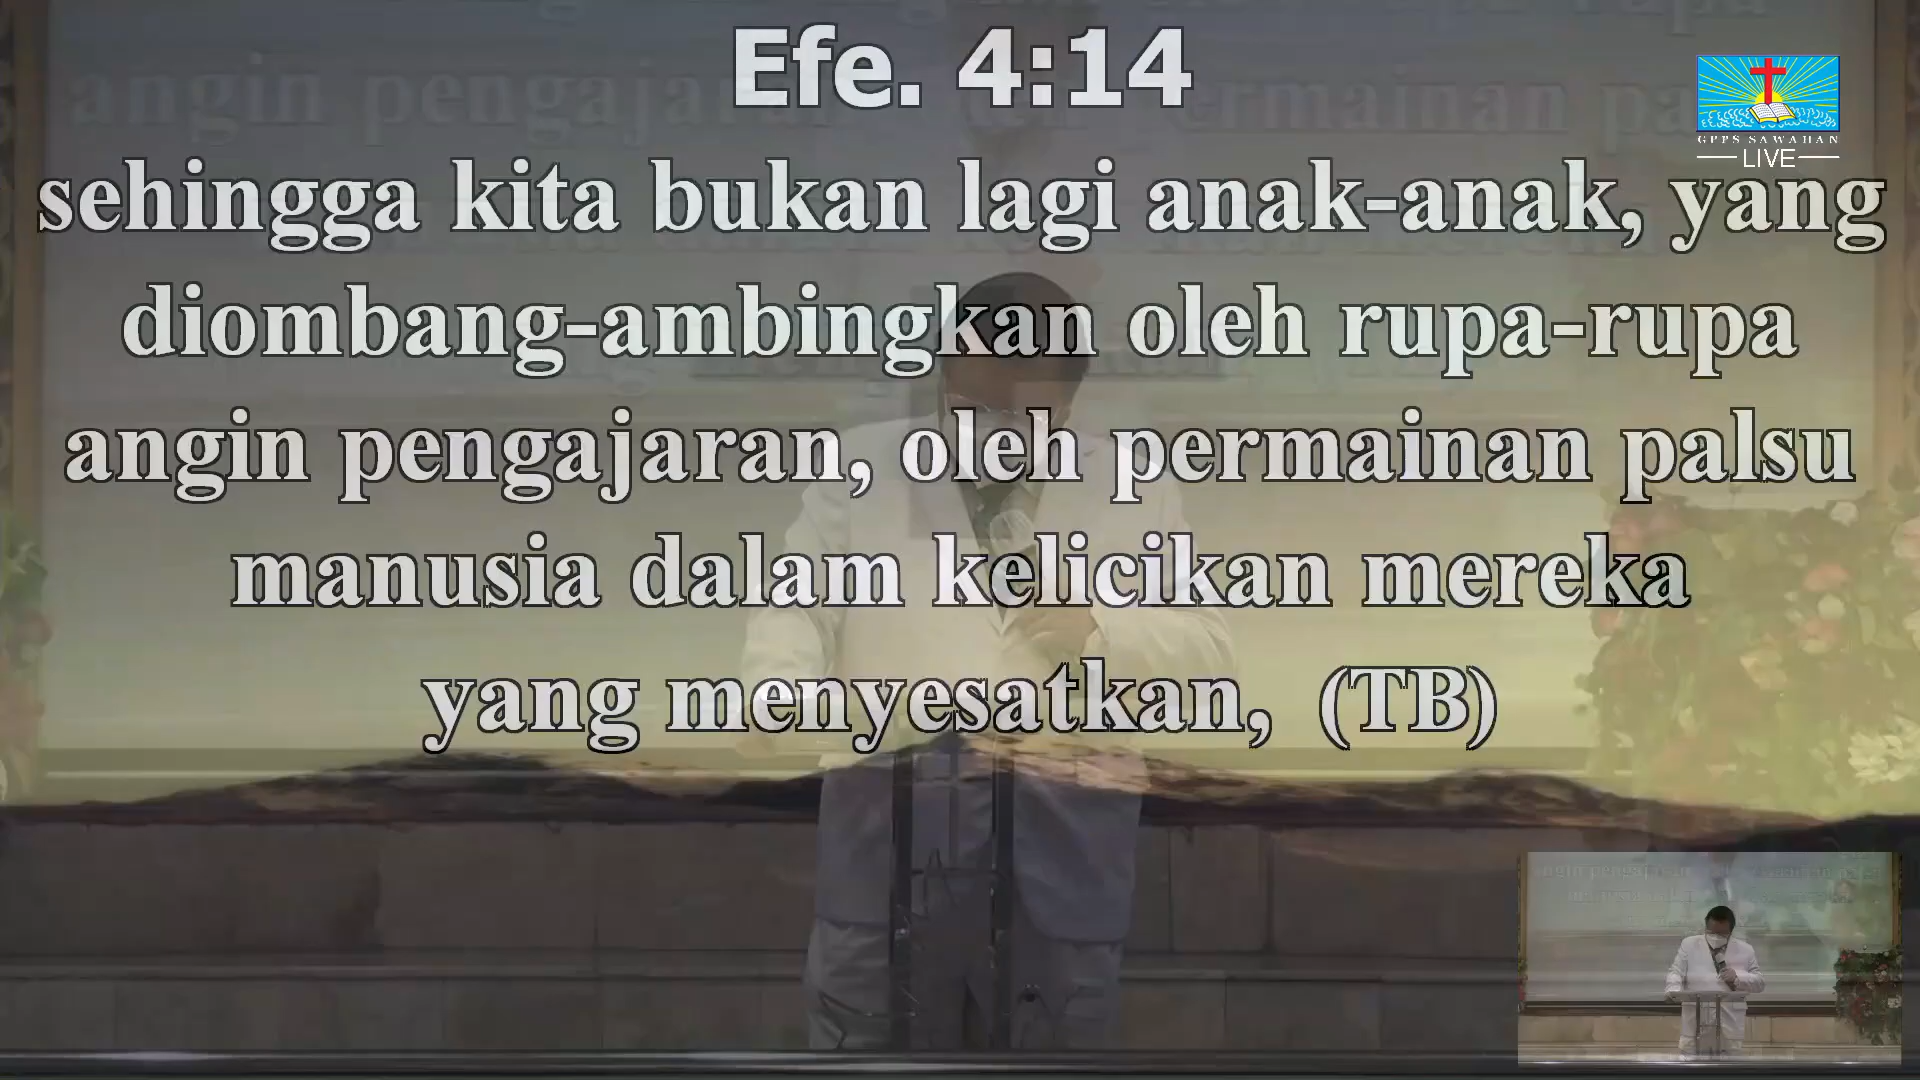 Efe. 4:14
GPPS SAWAHAN
LIVE
sehingga kita bukan lagi anak-anak, yang
diombang-ambingkan oleh rupa-rupa
angin pengajaran, oleh permainan palsu
manusia dalam kelicikan mereka
yang menyesatkan, (TB)